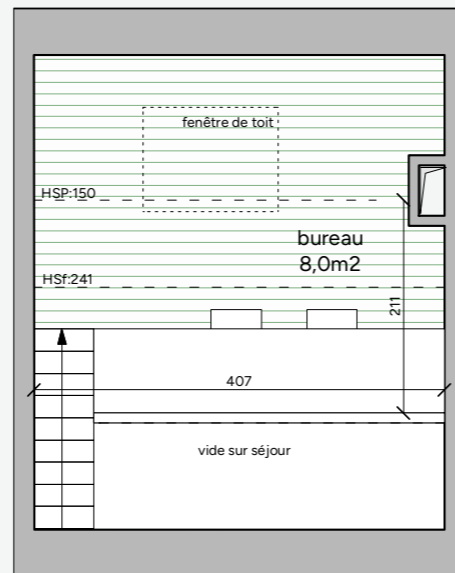 fenêtre de toit
HSP:150
bureau
8,0m2
HSf:241
211
407
vide sur séjour